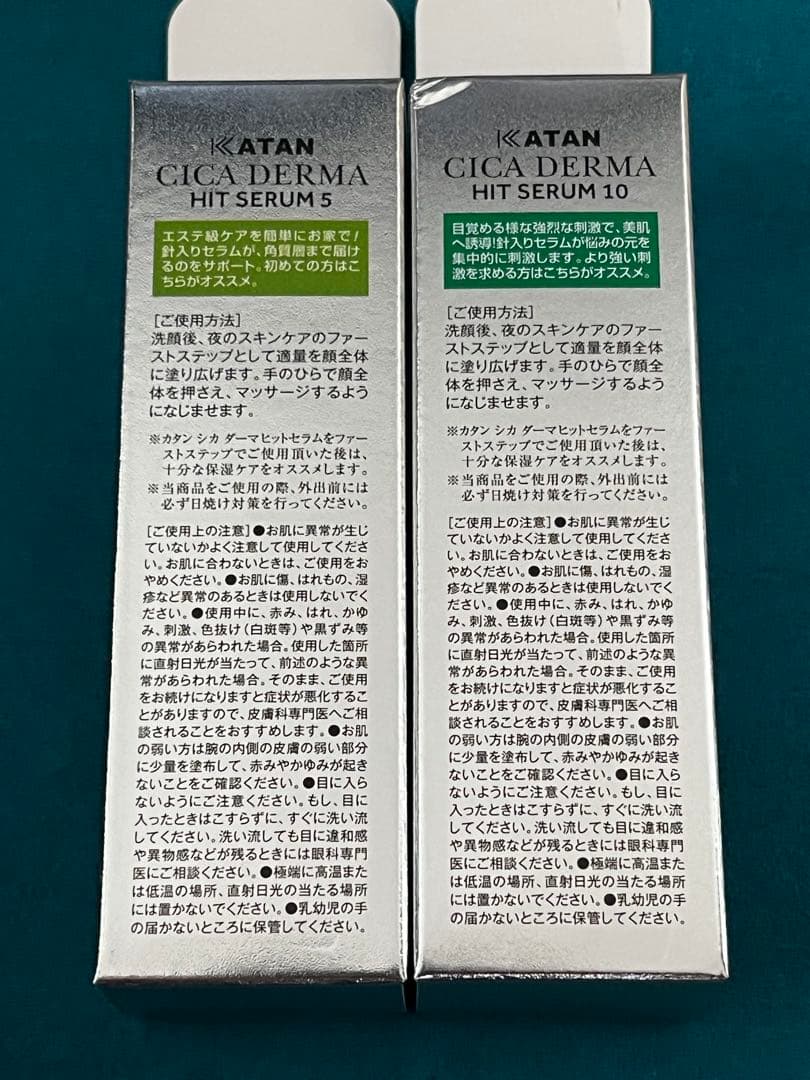 KATAN
CICA DERMA
HIT SERUM 5
エステ級ケアを簡単にお家で!
針入りセラムが、角質層まで届け
るのをサポート。初めての方はこ
ちらがオススメ。
[ご使用方法]
洗顔後、夜のスキンケアのファー
ストステップとして適量を顔全体
に塗り広げます。手のひらで顔全
体を押さえ、マッサージするよう
になじませます。
※カタン シカ ダーマヒットセラムをファー
ストステップでご使用頂いた後は、
十分な保湿ケアをオススメします。
※当商品をご使用の際、外出前には
必ず日焼け対策を行ってください。
[ご使用上の注意]●お肌に異常が生じ
ていないかよく注意して使用してくださ
い。お肌に合わないときは、ご使用をお
やめください。●お肌に傷、はれもの、湿
疹など異常のあるときは使用しないでく
ださい。●使用中に、赤み、はれ、かゆ
み、刺激、色抜け(白斑等)や黒ずみ等
の異常があらわれた場合。使用した箇所
に直射日光が当たって、前述のような異
常があらわれた場合。そのまま、ご使用
をお続けになりますと症状が悪化するこ
とがありますので、皮膚科専門医へご相
談されることをおすすめします。●お肌
の弱い方は腕の内側の皮膚の弱い部分
に少量を塗布して、赤みやかゆみが起き
ないことをご確認ください。●目に入ら
ないようにご注意ください。もし、目に
入ったときはこすらずに、すぐに洗い流
してください。洗い流しても目に違和感
や異物感などが残るときには眼科専門
医にご相談ください。●極端に高温また
は低温の場所、直射日光の当たる場所
には置かないでください。●乳幼児の手
の届かないところに保管してください。
KATAN
CICA DERMA
HIT SERUM 10
目覚める様な強烈な刺激で、美肌
へ誘導!針入りセラムが悩みの元を
集中的に刺激します。より強い刺
激を求める方はこちらがオススメ。
[ご使用方法]
洗顔後、夜のスキンケアのファー
ストステップとして適量を顔全体
に塗り広げます。手のひらで顔全
体を押さえ、マッサージするよう
になじませます。
※カタン シカ ダーマヒットセラムをファー
ストステップでご使用頂いた後は、
十分な保湿ケアをオススメします。
※当商品をご使用の際、外出前には
必ず日焼け対策を行ってください。
[ご使用上の注意]●お肌に異常が生じ
ていないかよく注意して使用してくださ
い。お肌に合わないときは、ご使用をお
やめください。●お肌に傷、はれもの、湿
疹など異常のあるときは使用しないでく
ださい。●使用中に、赤み、はれ、かゆ
み、刺激、色抜け(白斑等)や黒ずみ等
の異常があらわれた場合。使用した箇所
に直射日光が当たって、前述のような異
常があらわれた場合。そのまま、ご使用
をお続けになりますと症状が悪化するこ
とがありますので、皮膚科専門医へご相
談されることをおすすめします。●お肌
の弱い方は腕の内側の皮膚の弱い部分
に少量を塗布して、赤みやかゆみが起き
ないことをご確認ください。●目に入ら
ないようにご注意ください。もし、目に
入ったときはこすらずに、すぐに洗い流
してください。洗い流しても目に違和感
や異物感などが残るときには眼科専門
医にご相談ください。●極端に高温また
は低温の場所、直射日光の当たる場所
には置かないでください。●乳幼児の手
の届かないところに保管してください。